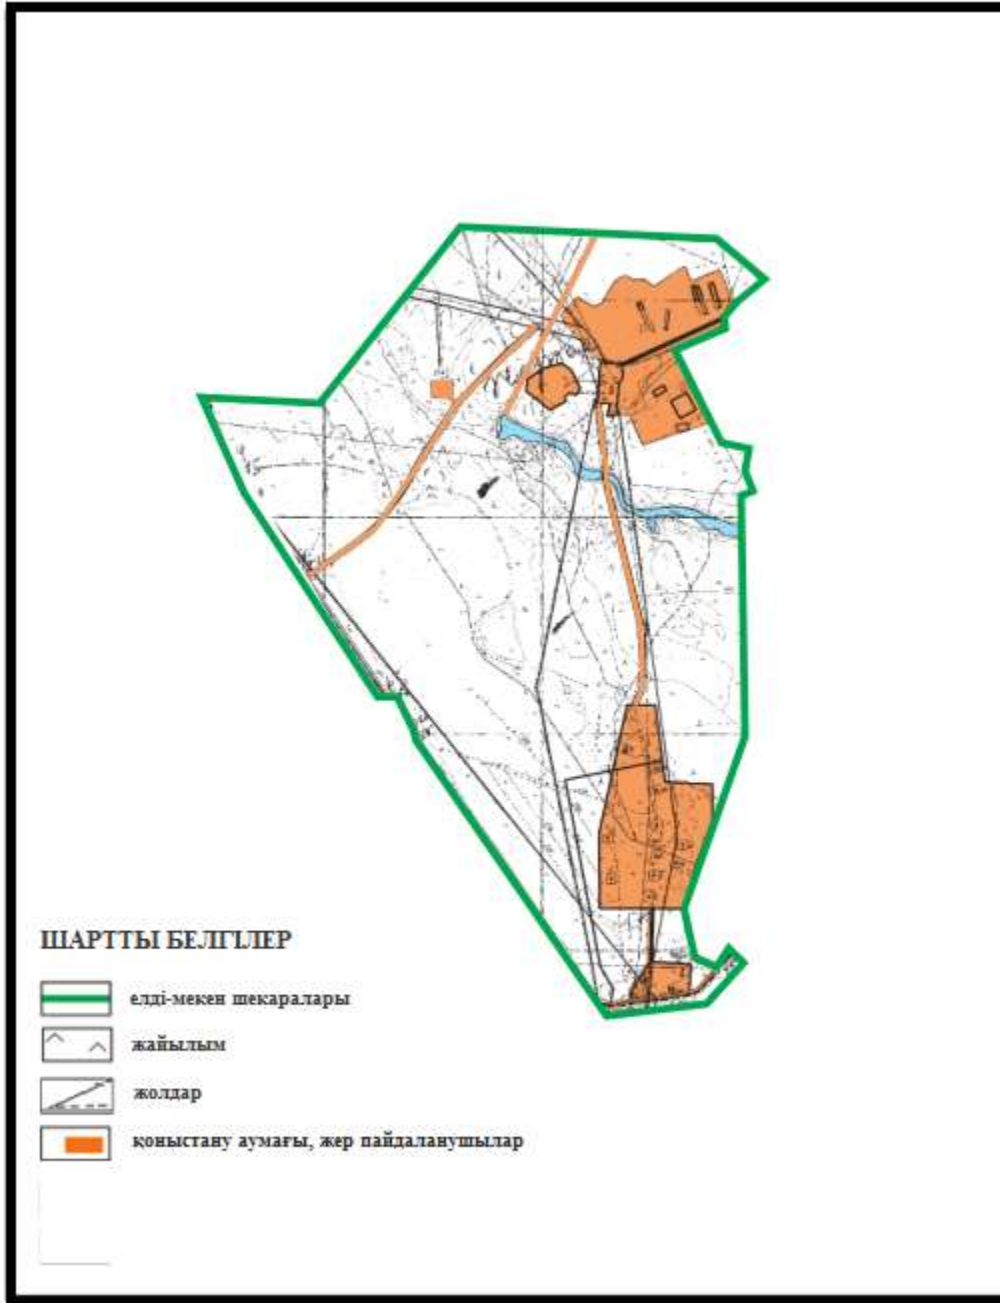 ШАРТТЫ БЕЛГІЛЕР
елді-мекен шекаралары
жайылым
жолдар
қоныстану аумағы, жер пайдаланушылар